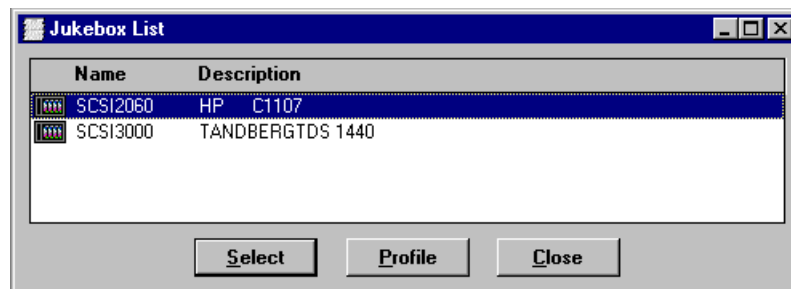 Jukebox List
Name Description
SCSI2060 HP C1107
SCSI3000 TANDBERGTDS 1440
Select Profile Close